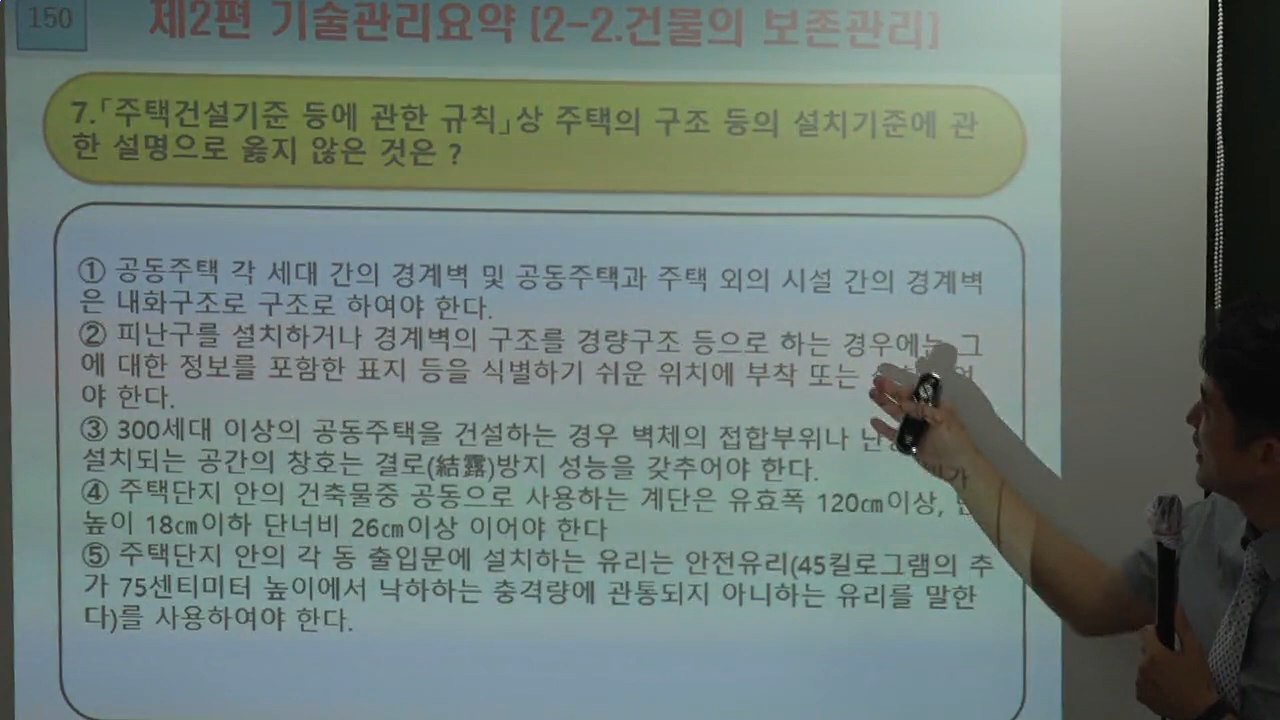 150
제2편 기술관리요약 [2-2.건물의 보존관리]
7.「주택건설기준 등에 관한 규칙」상 주택의 구조 등의 설치기준에 관
한 설명으로 옳지 않은 것은 ?
① 공동주택 각 세대 간의 경계벽 및 공동주택과 주택 외의 시설 간의 경계벽
은 내화구조로 구조로 하여야 한다.
② 피난구를 설치하거나 경계벽의 구조를 경량구조 등으로 하는 경우에는 그
에 대한 정보를 포함한 표지 등을 식별하기 쉬운 위치에 부착 또는
야 한다.
③ 300세대 이상의 공동주택을 건설하는 경우 벽체의 접합부위나
설치되는 공간의 창호는 결로(結露)방지 성능을 갖추어야 한다.
④ 주택단지 안의 건축물중 공동으로 사용하는 계단은 유효폭 120㎝이상,
높이 18㎝이하 단너비 26㎝이상 이어야 한다
⑤ 주택단지 안의 각 동 출입문에 설치하는 유리는 안전유리(45킬로그램의 추
가 75센티미터 높이에서 낙하하는 충격량에 관통되지 아니하는 유리를 말한
다)를 사용하여야 한다.